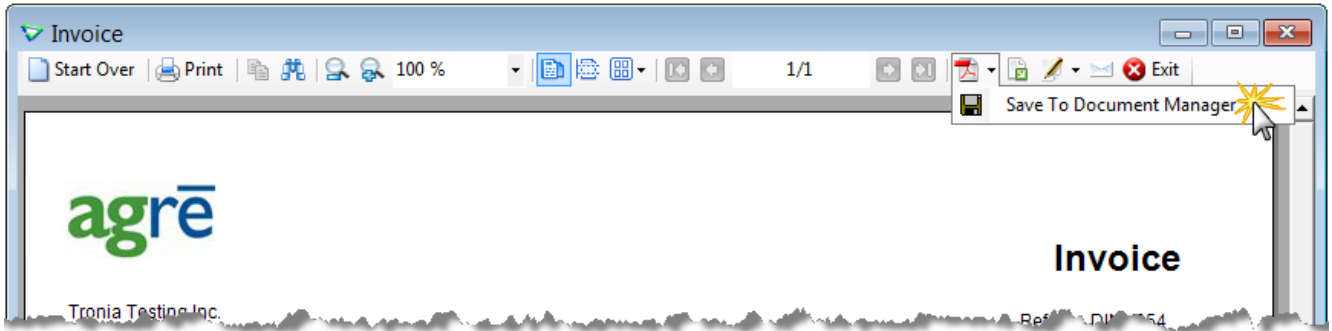 Invoice
Start Over Print 100 % 1/1 Exit
Save To Document Manager
agrē
Invoice
Tronia Testing Inc.